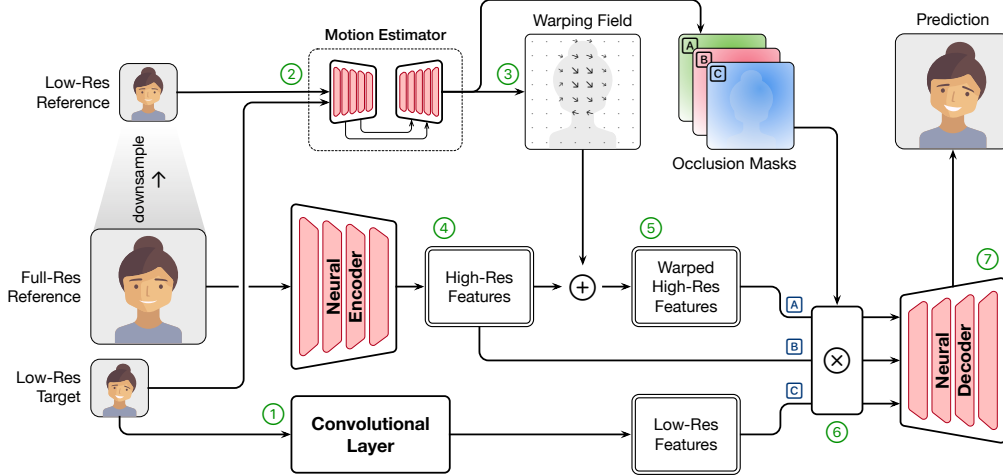 Motion Estimator
Warping Field
Prediction
Low-Res
Reference
2
3
A
B
C
Occlusion Masks
downsample
Full-Res
Reference
Neural
Encoder
4
High-Res
Features
+
5
Warped
High-Res
Features
A
B
C
×
6
7
Neural
Decoder
Low-Res
Target
1
Convolutional
Layer
Low-Res
Features